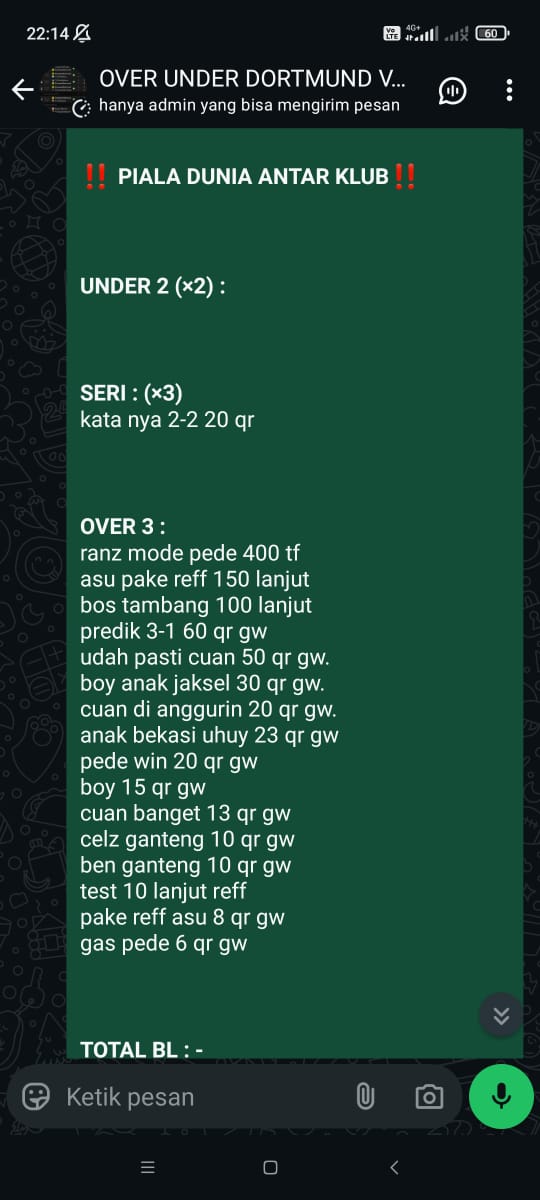 22:14
4G+
Vo LTE
60
OVER UNDER DORTMUND V...
hanya admin yang bisa mengirim pesan
‼️ PIALA DUNIA ANTAR KLUB‼️
UNDER 2 (×2) :
SERI : (×3)
kata nya 2-2 20 qr
OVER 3 :
ranz mode pede 400 tf
asu pake reff 150 lanjut
bos tambang 100 lanjut
predik 3-1 60 qr gw
udah pasti cuan 50 qr gw.
boy anak jaksel 30 qr gw.
cuan di anggurin 20 qr gw.
anak bekasi uhuy 23 qr gw
pede win 20 qr gw
boy 15 qr gw
cuan banget 13 qr gw
celz ganteng 10 qr gw
ben ganteng 10 qr gw
test 10 lanjut reff
pake reff asu 8 qr gw
gas pede 6 qr gw
TOTAL BL : -
Ketik pesan